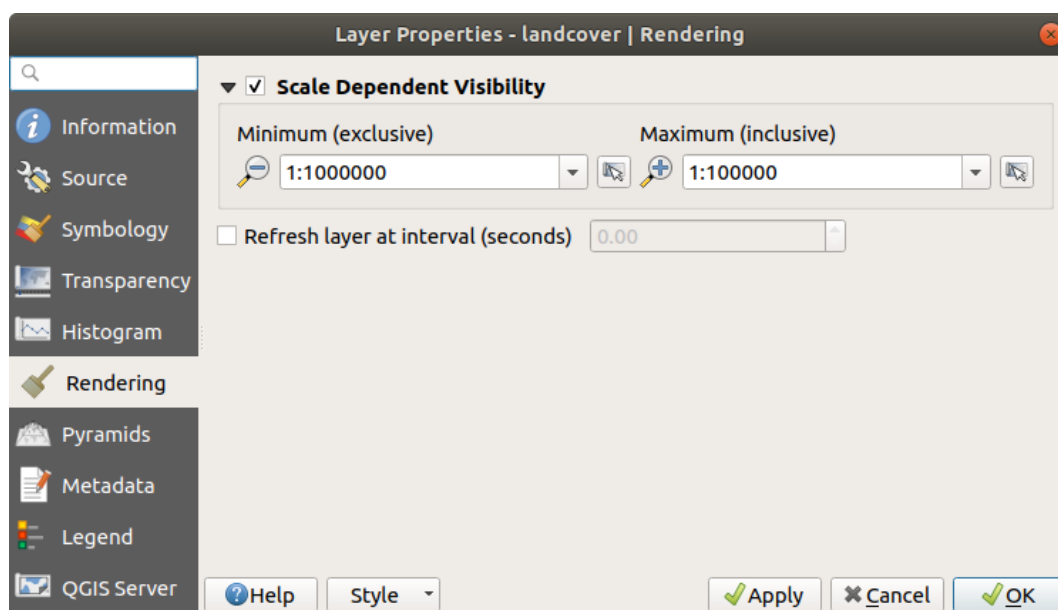 Layer Properties - landcover | Rendering
Information
Source
Symbology
Transparency
Histogram
Rendering
Pyramids
Metadata
Legend
QGIS Server
Scale Dependent Visibility
Minimum (exclusive) Maximum (inclusive)
1:1000000 1:100000
Refresh layer at interval (seconds) 0.00
Help Style Apply Cancel OK